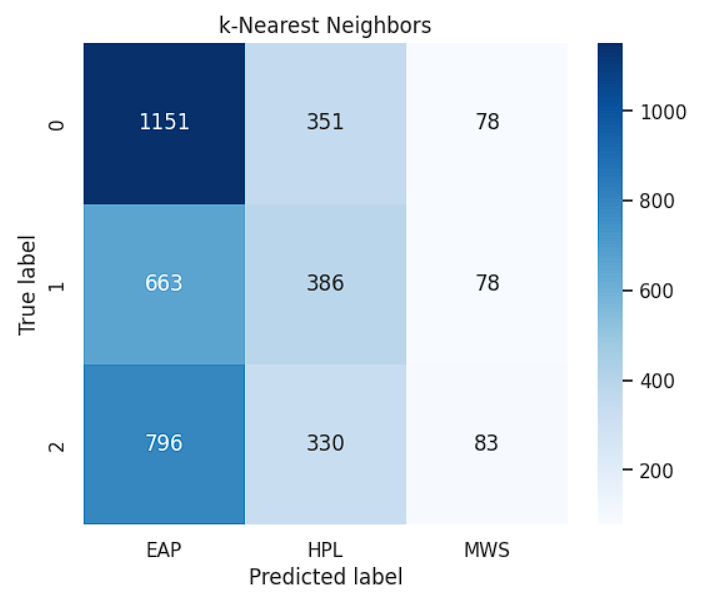 k-Nearest Neighbors
0 1151 351 78
1 663 386 78
2 796 330 83
EAP HPL MWS
Predicted label
True label
1000
800
600
400
200